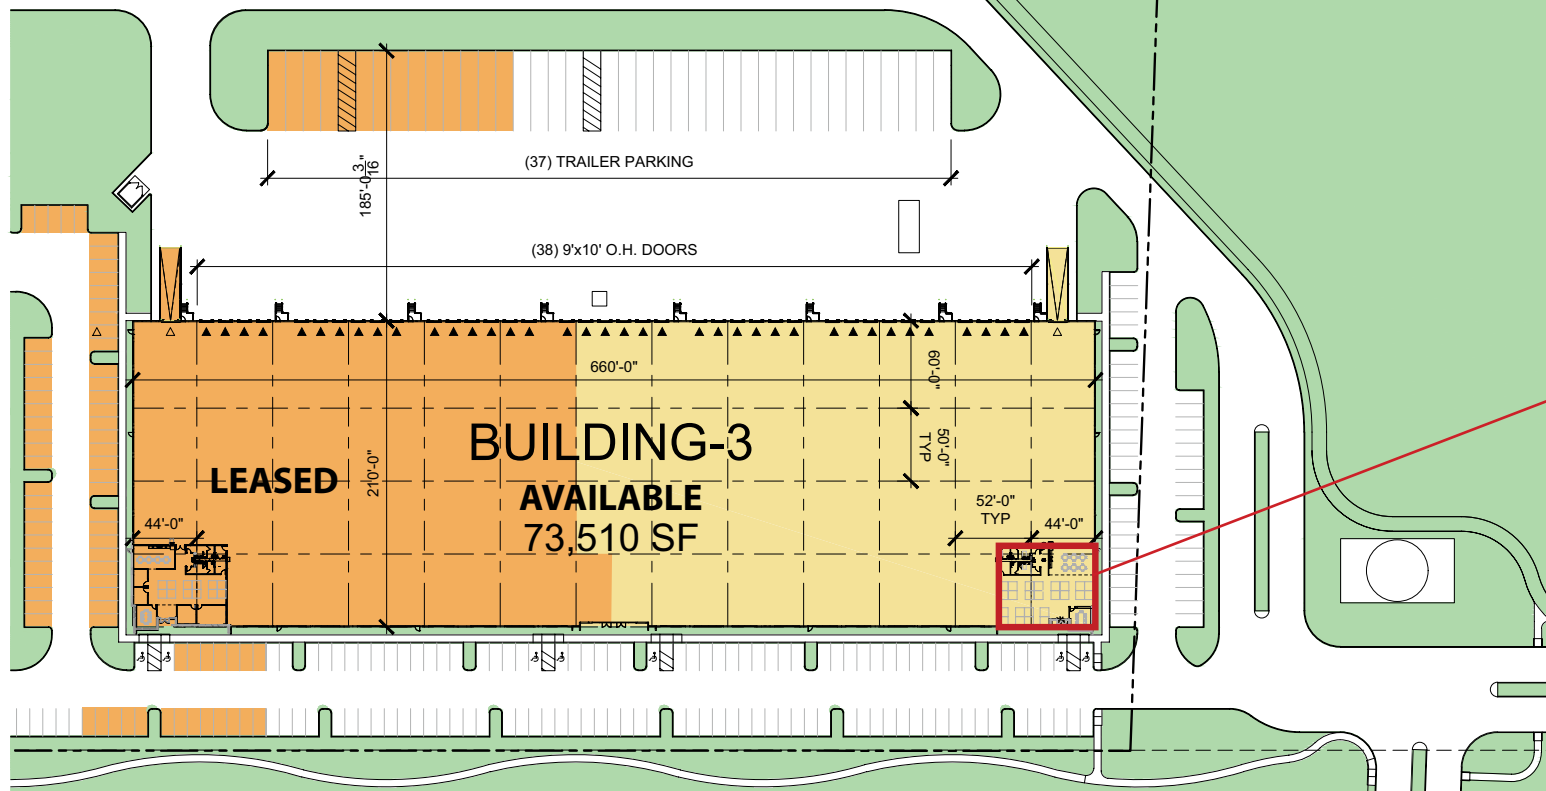 (37) TRAILER PARKING
185'-0 3/16"
(38) 9'x10' O.H. DOORS
660'-0"
60'-0"
BUILDING-3
50'-0"
TYP
LEASED
210'-0"
AVAILABLE
73,510 SF
52'-0"
TYP
44'-0"
44'-0"